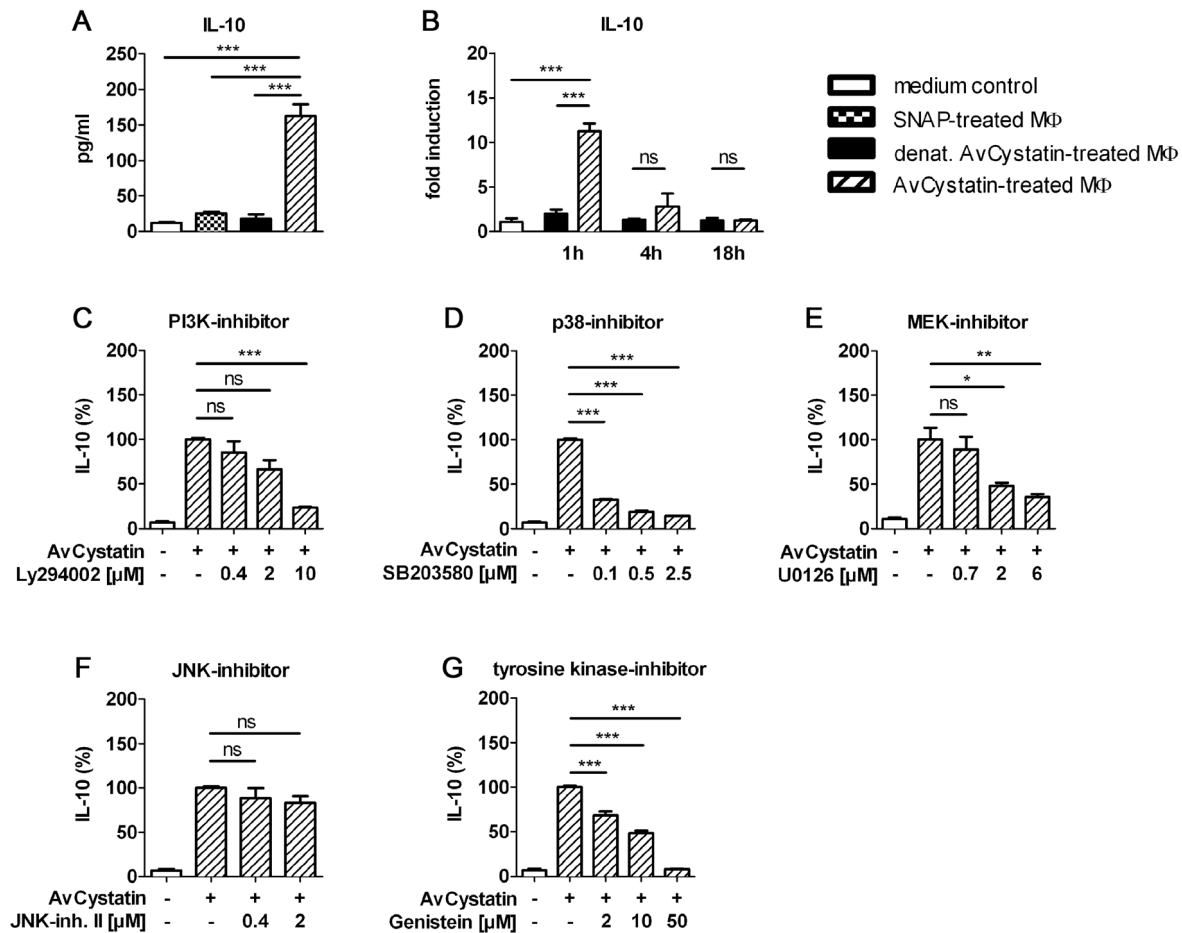 A
IL-10
pg/ml
250
200
150
100
50
0
***
***
***
B
IL-10
fold induction
20
15
10
5
0
***
***
ns
ns
1h 4h 18h
medium control
SNAP-treated MΦ
denat. AvCystatin-treated MΦ
AvCystatin-treated MΦ
C
PI3K-inhibitor
IL-10 (%)
200
150
100
50
0
***
ns
ns
AvCystatin - + + + +
Ly294002 [µM] - - 0.4 2 10
D
p38-inhibitor
IL-10 (%)
200
150
100
50
0
***
***
***
AvCystatin - + + + +
SB203580 [µM] - - 0.1 0.5 2.5
E
MEK-inhibitor
IL-10 (%)
200
150
100
50
0
**
*
ns
AvCystatin - + + + +
U0126 [µM] - - 0.7 2 6
F
JNK-inhibitor
IL-10 (%)
200
150
100
50
0
ns
ns
AvCystatin - + + +
JNK-inh. II [µM] - - 0.4 2
G
tyrosine kinase-inhibitor
IL-10 (%)
200
150
100
50
0
***
***
***
AvCystatin - + + + +
Genistein [µM] - - 2 10 50